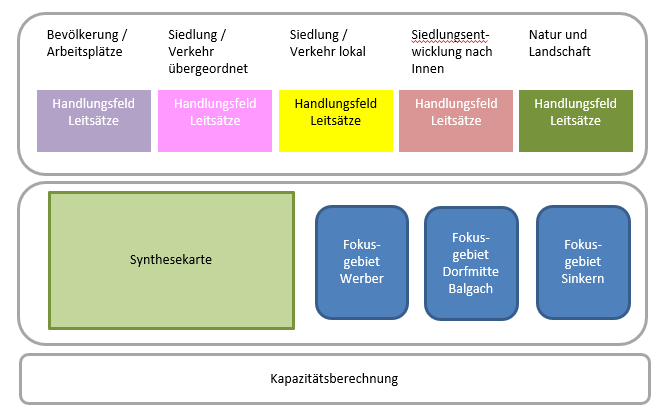 Bevölkerung /
Arbeitsplätze
Siedlung /
Verkehr
übergeordnet
Siedlung /
Verkehr lokal
Siedlungsent-
wicklung nach
Innen
Natur und
Landschaft
Handlungsfeld
Leitsätze
Handlungsfeld
Leitsätze
Handlungsfeld
Leitsätze
Handlungsfeld
Leitsätze
Handlungsfeld
Leitsätze
Synthesekarte
Fokus-
gebiet
Werber
Fokus-
gebiet
Dorfmitte
Balgach
Fokus-
gebiet
Sinkern
Kapazitätsberechnung